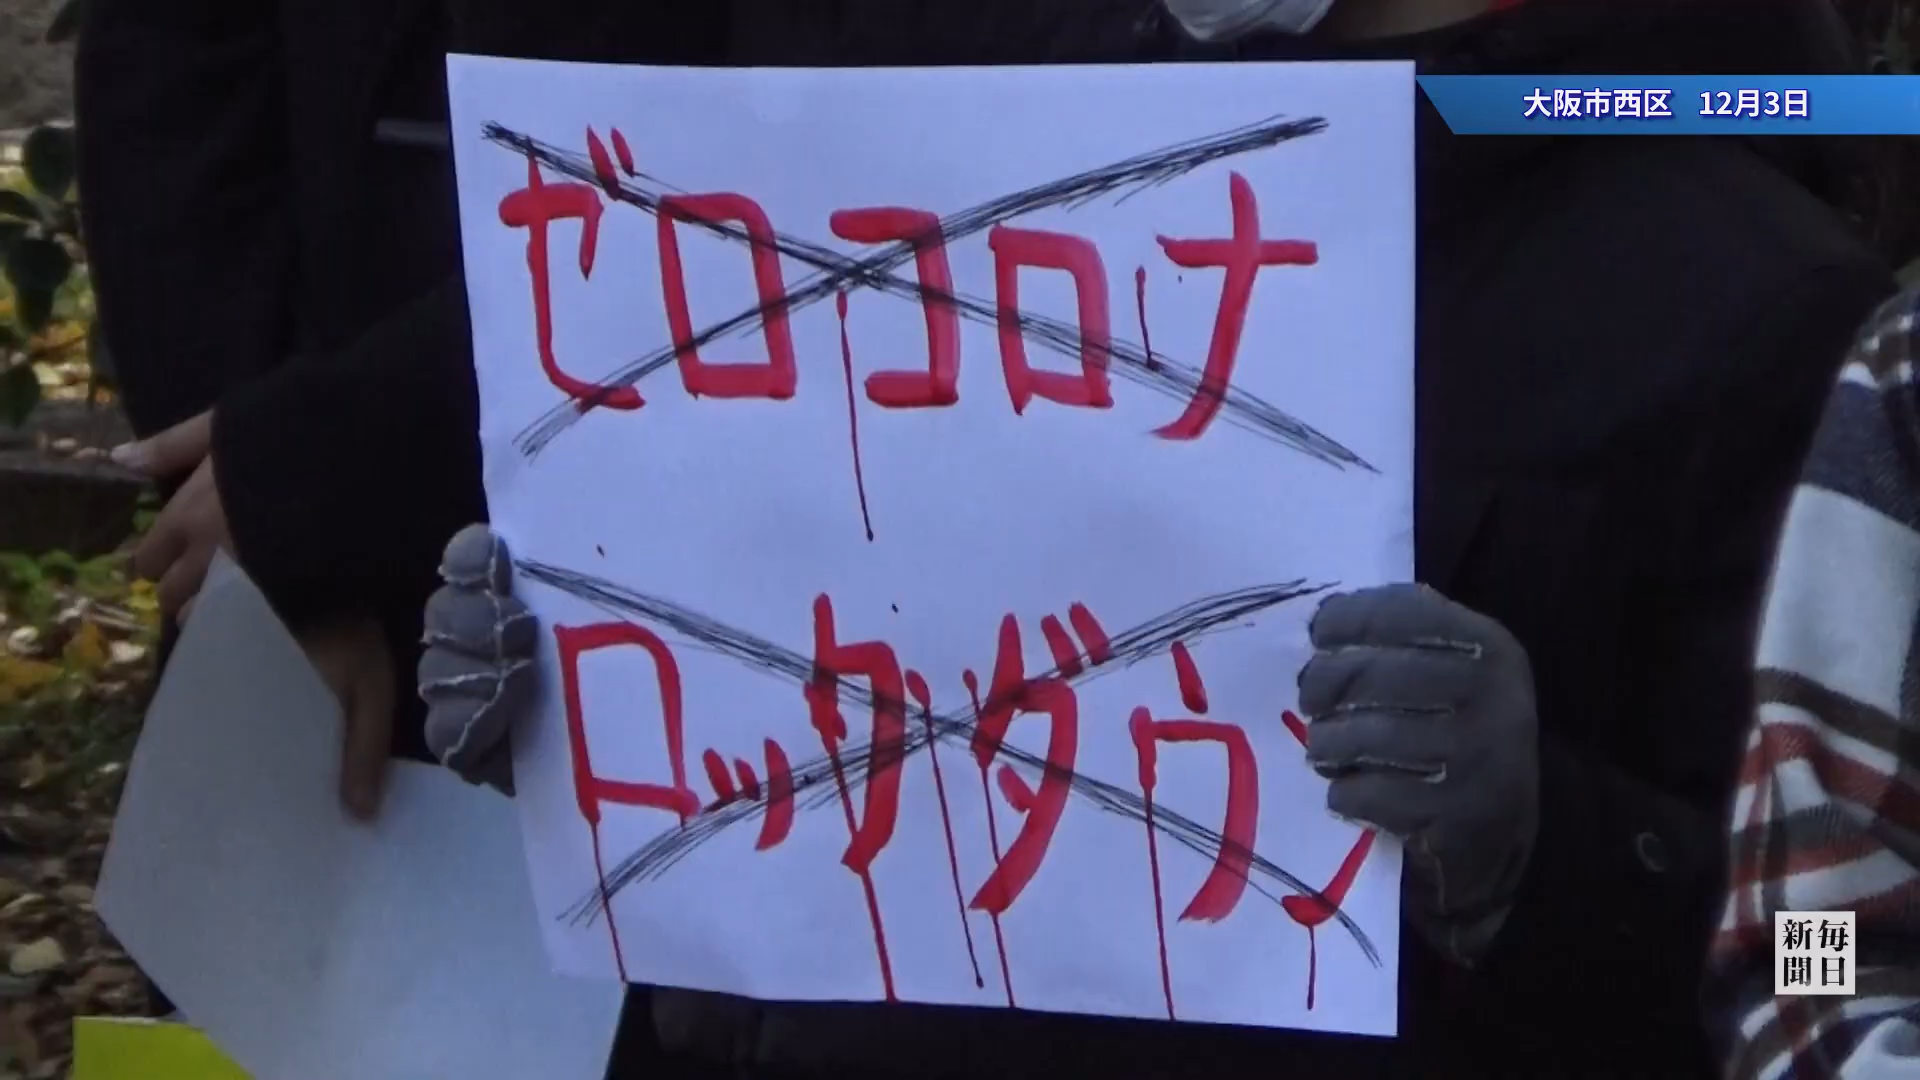 大阪市西区 12月3日
ゼロコロナ
ロックダウン
毎日
新聞